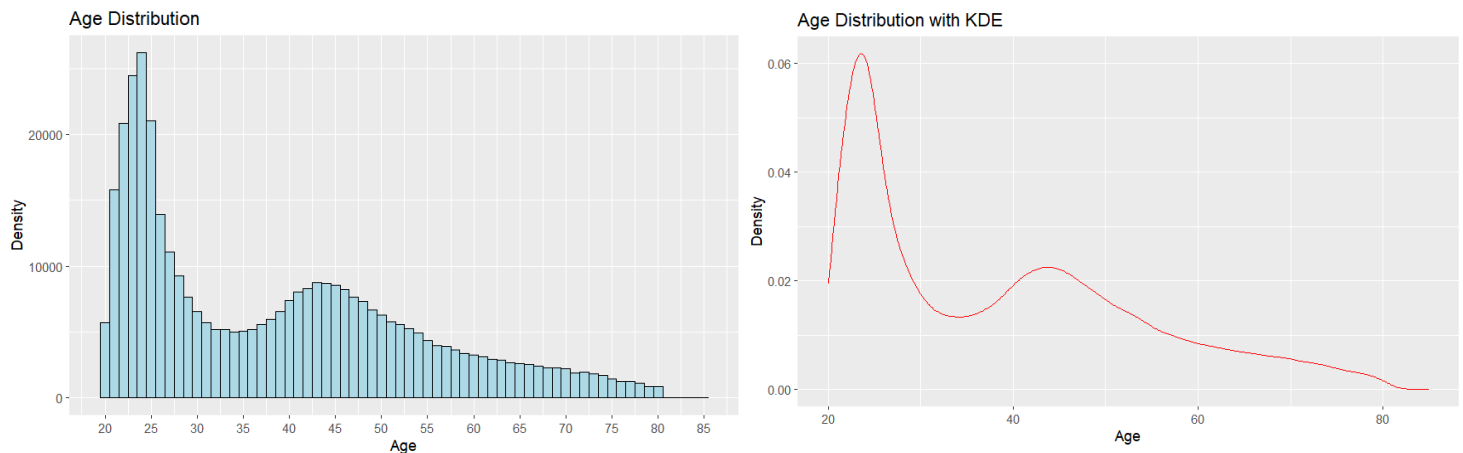 Age Distribution
20000
10000
0
Density
20 25 30 35 40 45 50 55 60 65 70 75 80 85
Age
Age Distribution with KDE
0.06
0.04
0.02
0.00
Density
20 40 60 80
Age